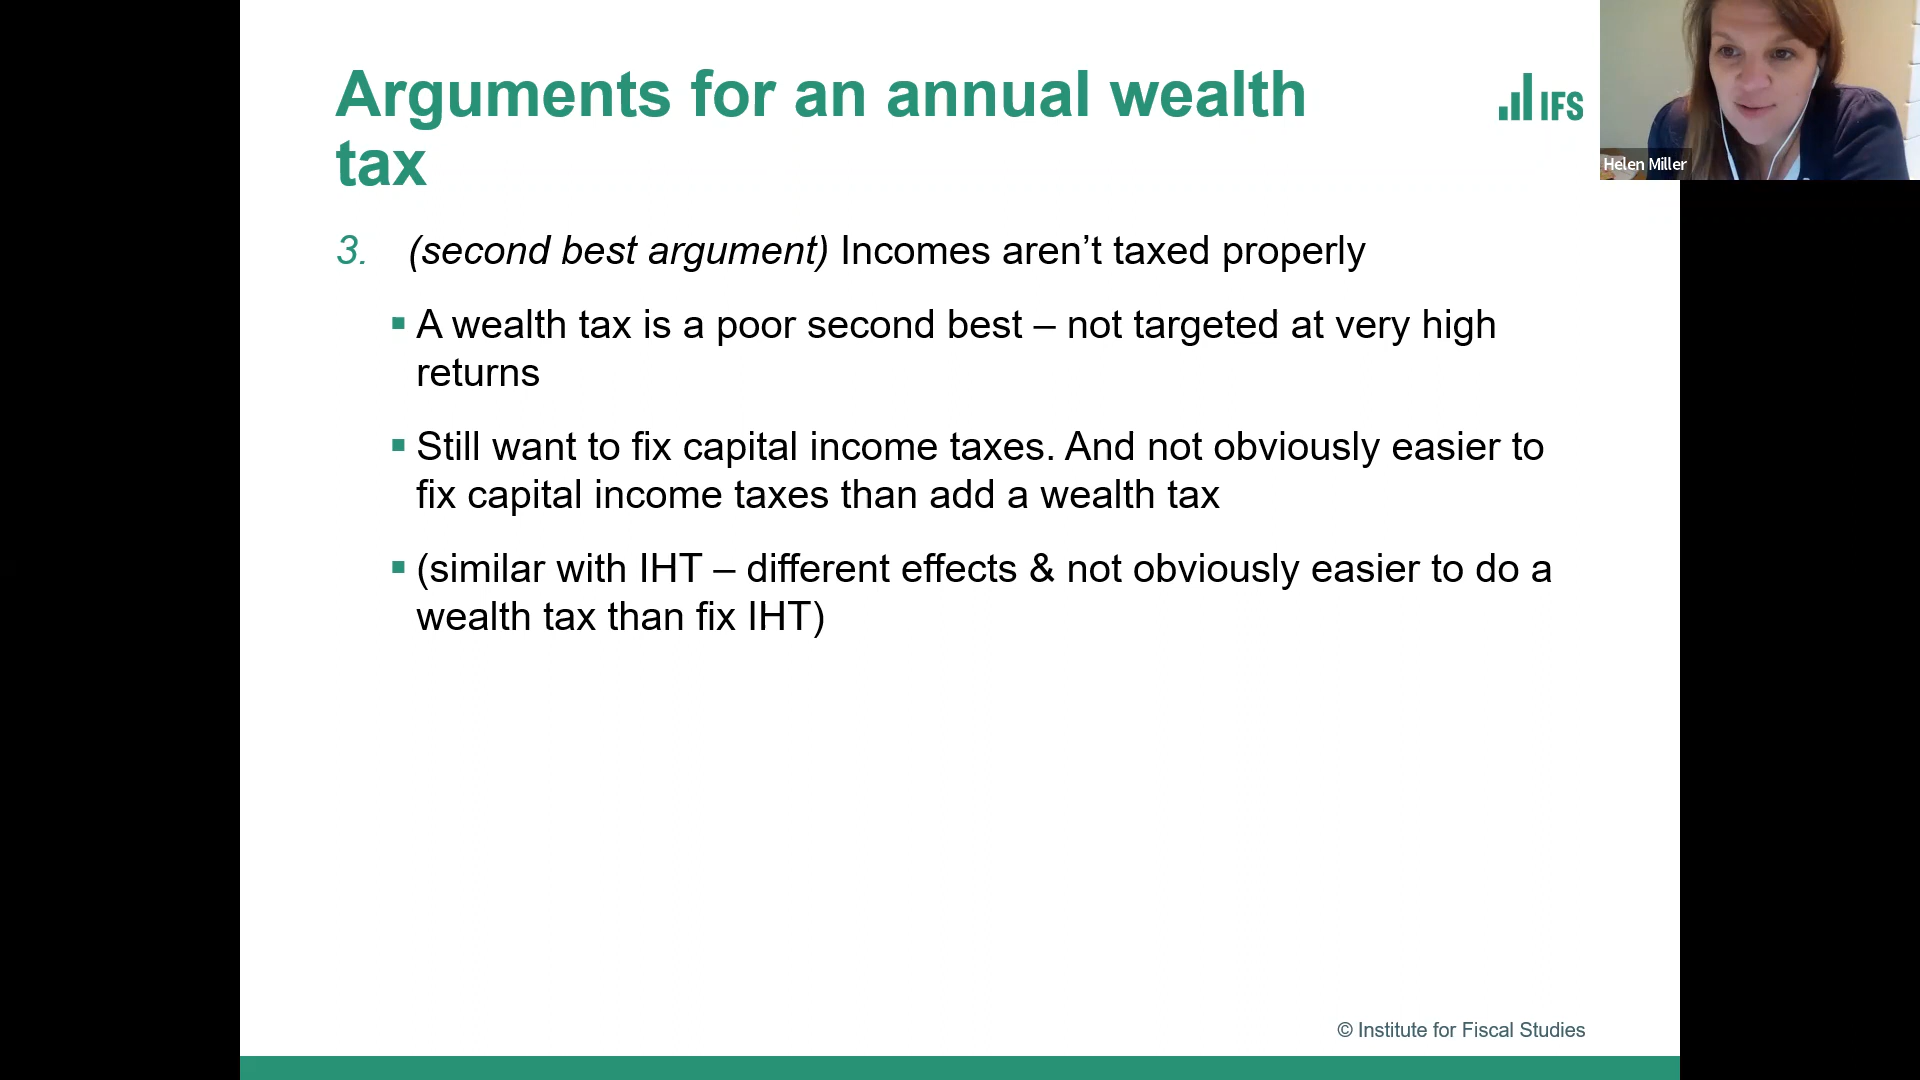 Arguments for an annual wealth
tax
IFS
Helen Miller
3. (second best argument) Incomes aren’t taxed properly
▪ A wealth tax is a poor second best – not targeted at very high
returns
▪ Still want to fix capital income taxes. And not obviously easier to
fix capital income taxes than add a wealth tax
▪ (similar with IHT – different effects & not obviously easier to do a
wealth tax than fix IHT)
© Institute for Fiscal Studies